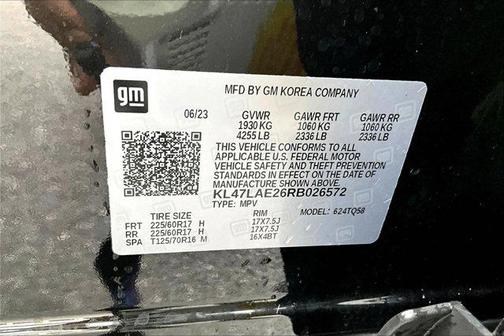 gm
MFD BY GM KOREA COMPANY
06/23 GVWR GAWR FRT GAWR RR
1930 KG 1060 KG 1060 KG
4255 LB 2336 LB 2336 LB
THIS VEHICLE CONFORMS TO ALL
APPLICABLE U.S. FEDERAL MOTOR
VEHICLE SAFETY AND THEFT PREVENTION
STANDARDS IN EFFECT ON THE DATE OF
MANUFACTURE SHOWN ABOVE.
KL47LAE26RB026572
TYPE: MPV MODEL: 624TQ58
TIRE SIZE RIM
FRT 225/60R17 H 17X7.5J
RR 225/60R17 H 17X7.5J
SPA T125/70R16 M 16X4BT